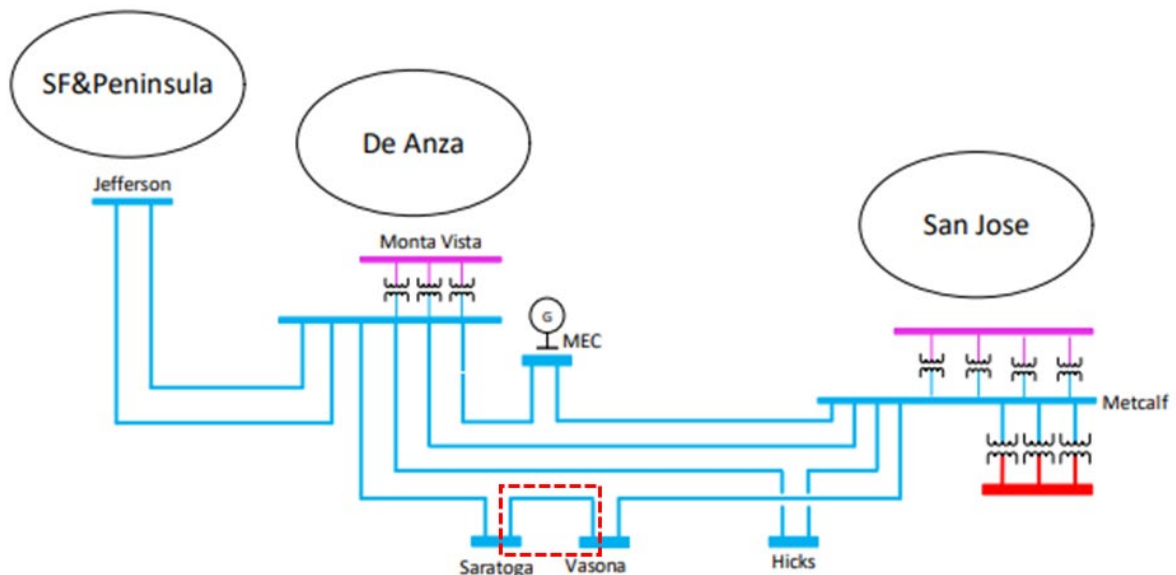 SF&Peninsula
De Anza
Jefferson
San Jose
Monta Vista
G
MEC
Metcalf
Saratoga
Vasona
Hicks